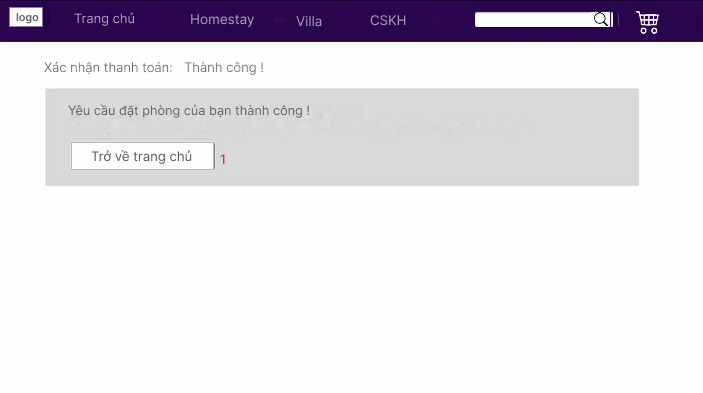 logo Trang chủ Homestay Villa CSKH
Xác nhận thanh toán: Thành công !
Yêu cầu đặt phòng của bạn thành công !
Trở về trang chủ 1